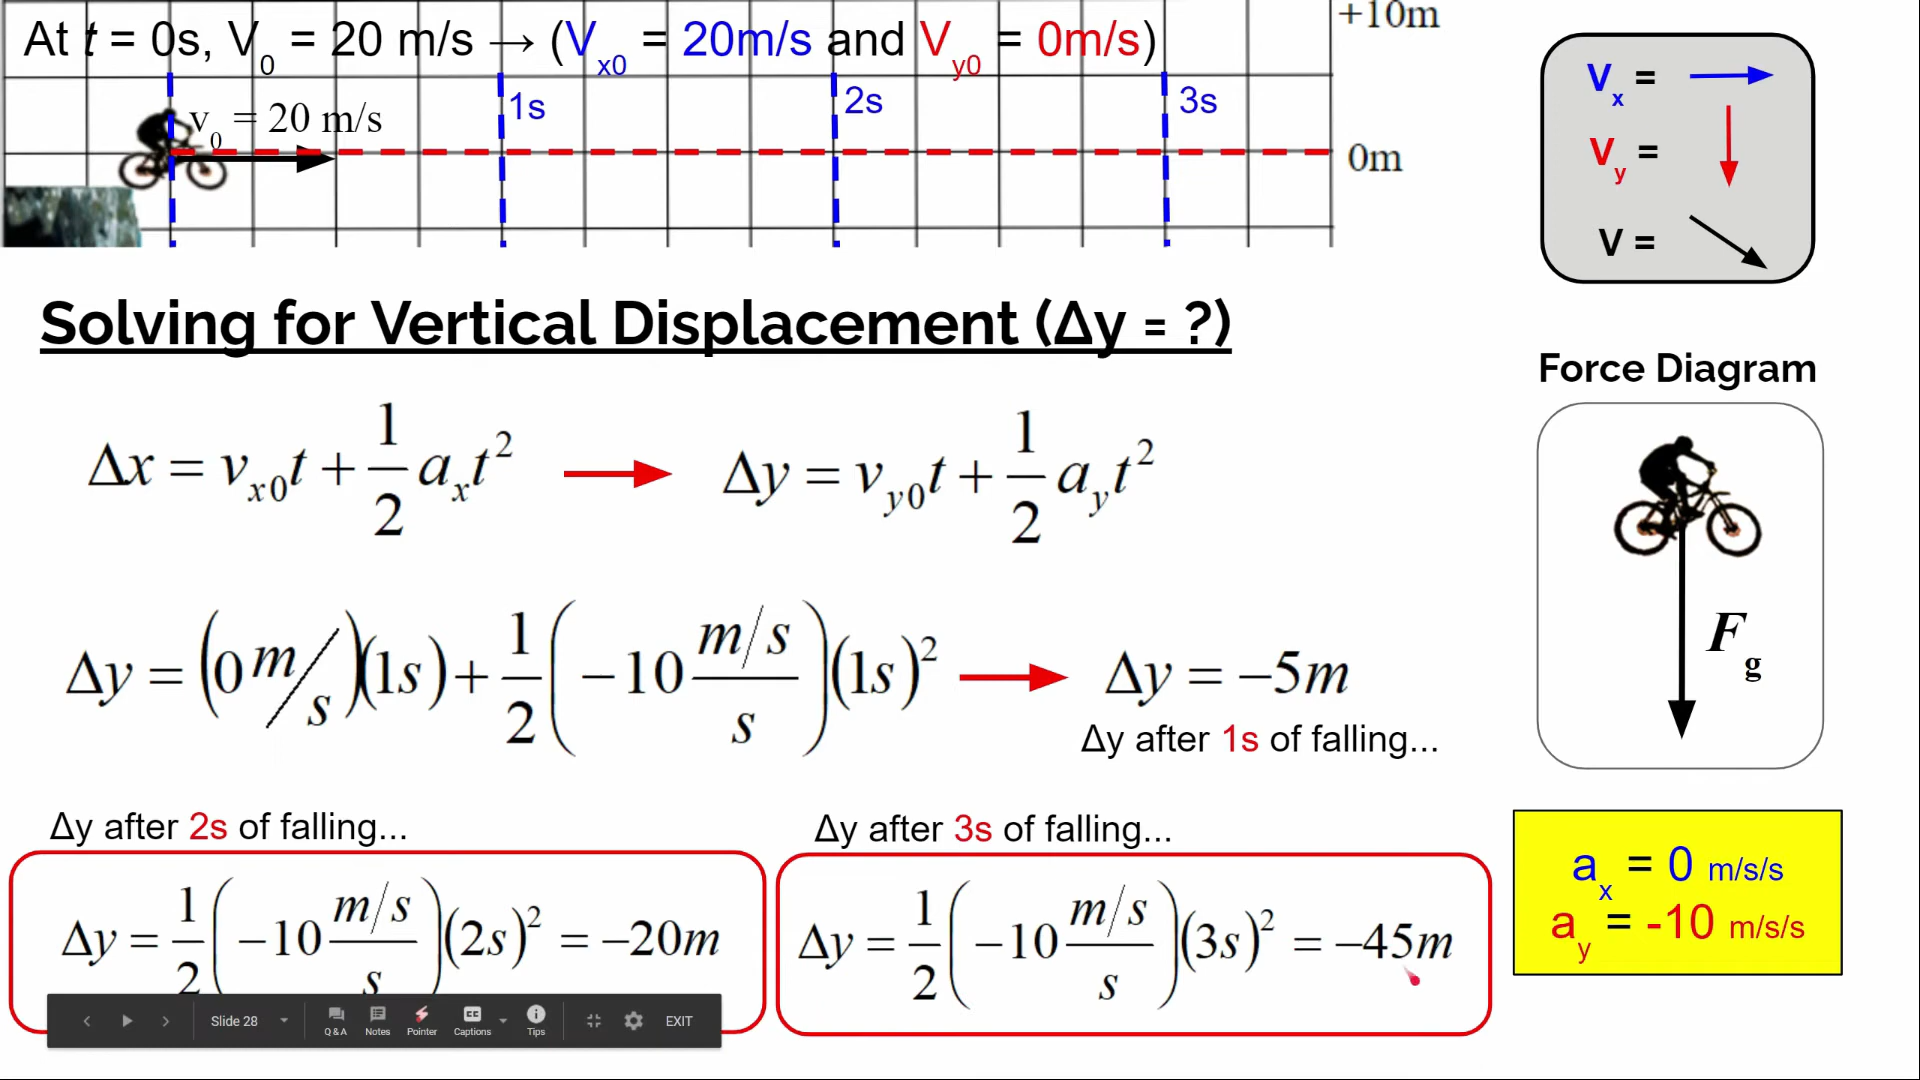 +10m
At t = 0s, V0 = 20 m/s → (Vx0 = 20m/s and Vy0 = 0m/s)
v0 = 20 m/s
1s
2s
3s
0m
Vx =
Vy =
V =
Solving for Vertical Displacement (Δy = ?)
Force Diagram
Δx = vx0t + 1/2 axt²
Δy = vy0t + 1/2 ayt²
Fg
Δy = (0 m/s)(1s) + 1/2 (−10 m/s/s)(1s)²
Δy = −5m
Δy after 1s of falling...
Δy after 2s of falling...
Δy = 1/2 (−10 m/s/s)(2s)² = −20m
Δy after 3s of falling...
Δy = 1/2 (−10 m/s/s)(3s)² = −45m
ax = 0 m/s/s
ay = -10 m/s/s
Slide 28
Q & A
Notes
Pointer
Captions
Tips
EXIT